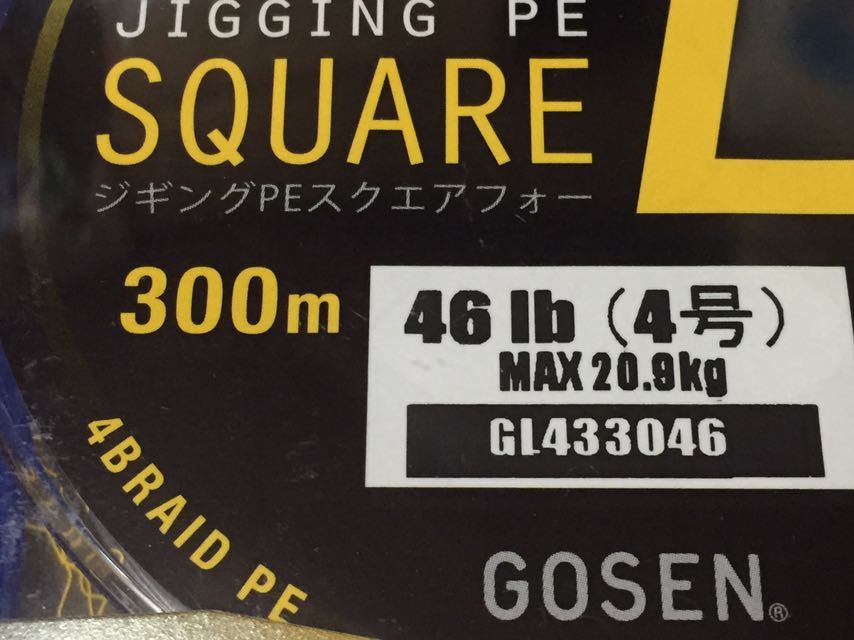 JIGGING PE
SQUARE
ジギングPEスクエアフォー
300m
46 lb（4号）
MAX 20.9kg
GL433046
4BRAID PE
GOSEN®